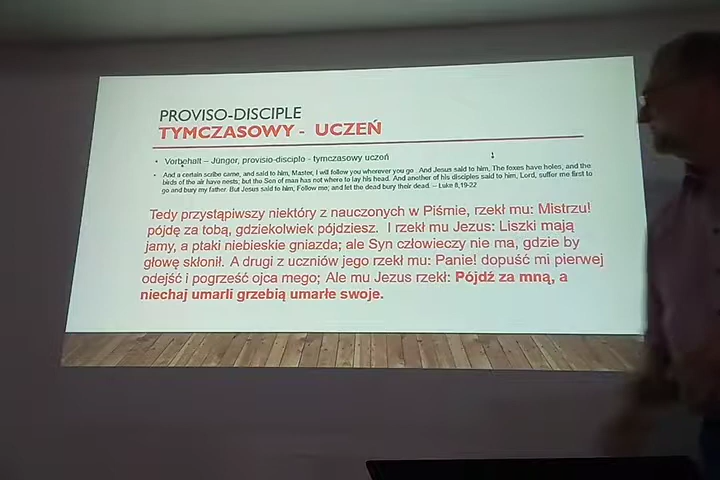 PROVISO-DISCIPLE
TYMCZASOWY - UCZEŃ
• Vorbehalt – Jünger, provisio-disciplo - tymczasowy uczeń
• And a certain scribe came, and said to him, Master, I will follow you wherever you go. And Jesus said to him, The foxes have holes, and the
birds of the air have nests; but the Son of man has not where to lay his head. And another of his disciples said to him, Lord, suffer me first to
go and bury my father. But Jesus said to him, Follow me; and let the dead bury their dead. – Luke 8,19-22
Tedy przystąpiwszy niektóry z nauczonych w Piśmie, rzekł mu: Mistrzu!
pójdę za tobą, gdziekolwiek pójdziesz. I rzekł mu Jezus: Liszki mają
jamy, a ptaki niebieskie gniazda; ale Syn człowieczy nie ma, gdzie by
głowę skłonił. A drugi z uczniów jego rzekł mu: Panie! dopuść mi pierwej
odejść i pogrześć ojca mego; Ale mu Jezus rzekł: Pójdź za mną, a
niechaj umarli grzebią umarłe swoje.